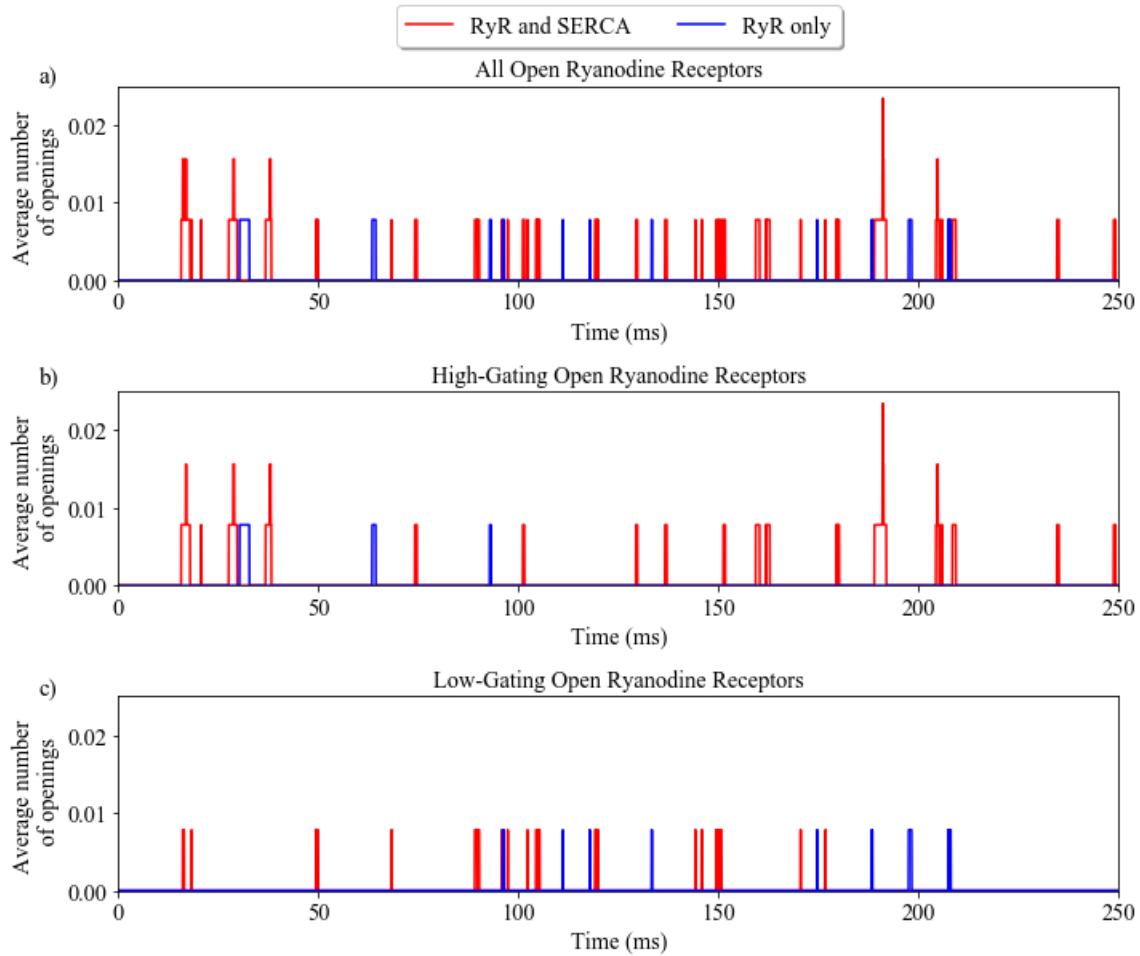 RyR and SERCA RyR only
a)
All Open Ryanodine Receptors
Average number
of openings
0.02
0.01
0.00
0 50 100 150 200 250
Time (ms)
b)
High-Gating Open Ryanodine Receptors
Average number
of openings
0.02
0.01
0.00
0 50 100 150 200 250
Time (ms)
c)
Low-Gating Open Ryanodine Receptors
Average number
of openings
0.02
0.01
0.00
0 50 100 150 200 250
Time (ms)